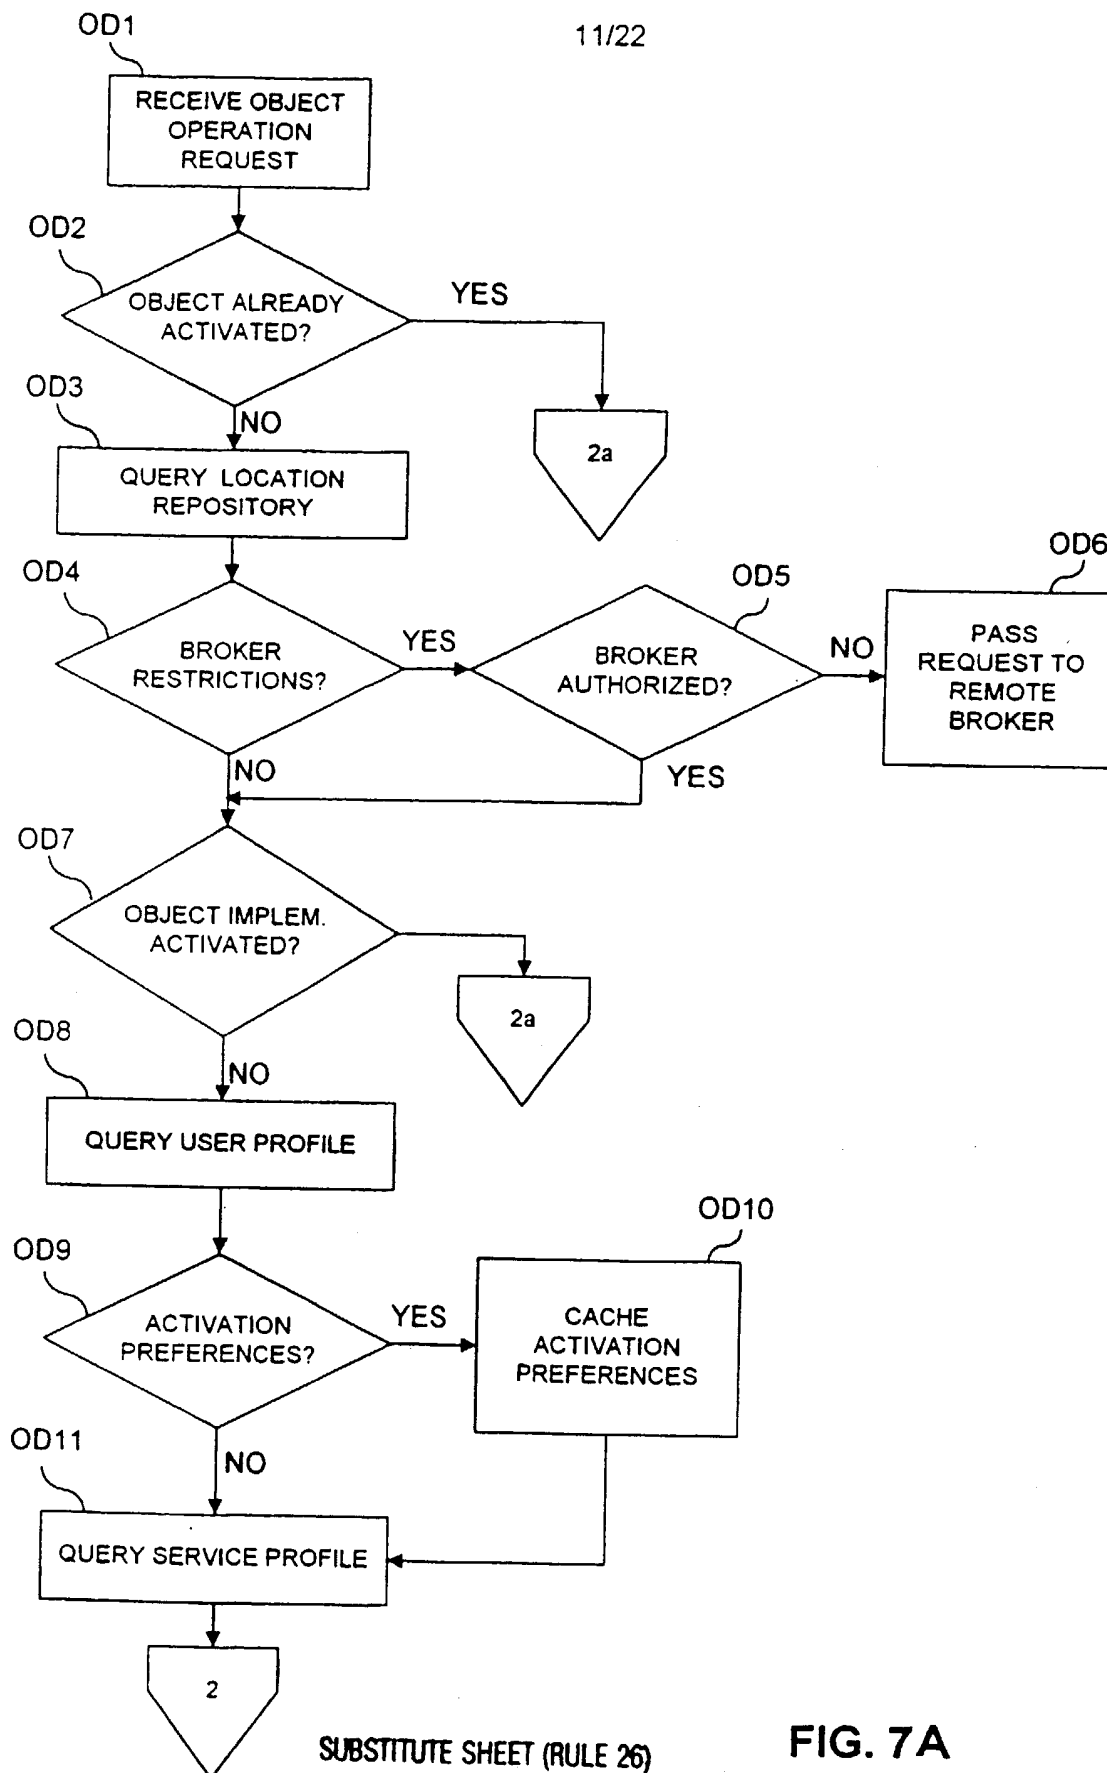 11/22
OD1
RECEIVE OBJECT
OPERATION
REQUEST
OD2
OBJECT ALREADY
ACTIVATED?
YES
NO
2a
OD3
QUERY LOCATION
REPOSITORY
OD4
BROKER
RESTRICTIONS?
YES
NO
OD5
BROKER
AUTHORIZED?
NO
YES
OD6
PASS
REQUEST TO
REMOTE
BROKER
OD7
OBJECT IMPLEM.
ACTIVATED?
2a
NO
OD8
QUERY USER PROFILE
OD9
ACTIVATION
PREFERENCES?
YES
NO
OD10
CACHE
ACTIVATION
PREFERENCES
OD11
QUERY SERVICE PROFILE
2
SUBSTITUTE SHEET (RULE 26)
FIG. 7A